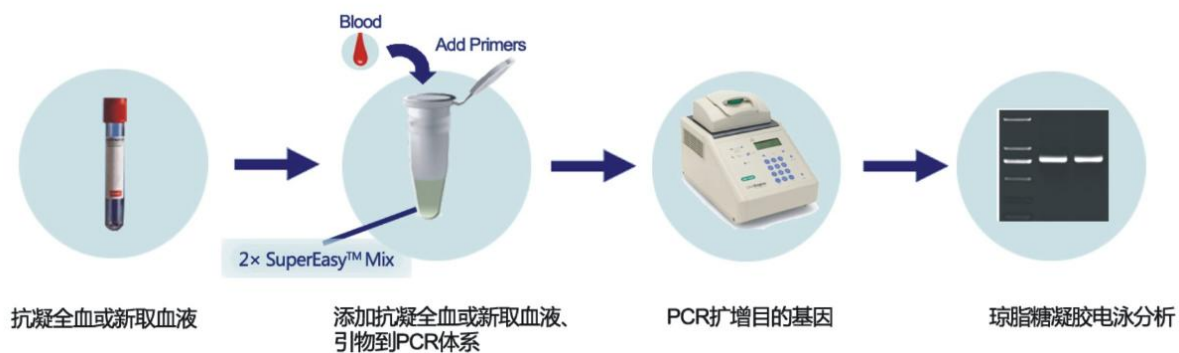 Blood
Add Primers
2× SuperEasy™ Mix
抗凝全血或新取血液
添加抗凝全血或新取血液、
引物到PCR体系
PCR扩增目的基因
琼脂糖凝胶电泳分析